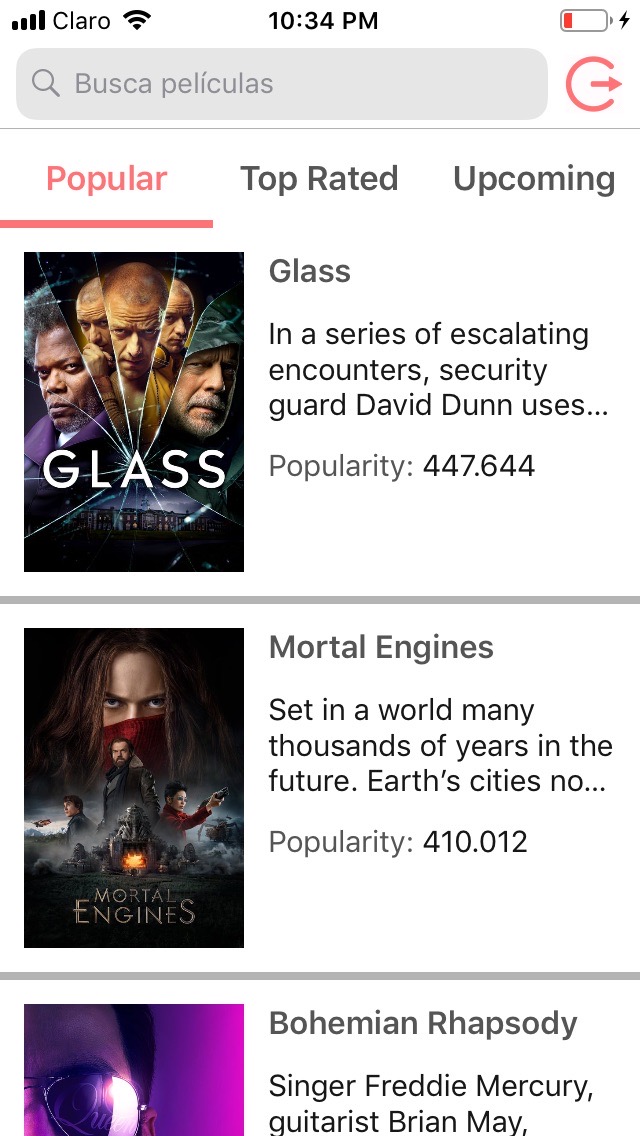 Claro
10:34 PM
Busca películas
Popular
Top Rated
Upcoming
GLASS
Glass
In a series of escalating
encounters, security
guard David Dunn uses...
Popularity: 447.644
MORTAL
ENGINES
Mortal Engines
Set in a world many
thousands of years in the
future. Earth’s cities no...
Popularity: 410.012
Bohemian Rhapsody
Singer Freddie Mercury,
guitarist Brian May,